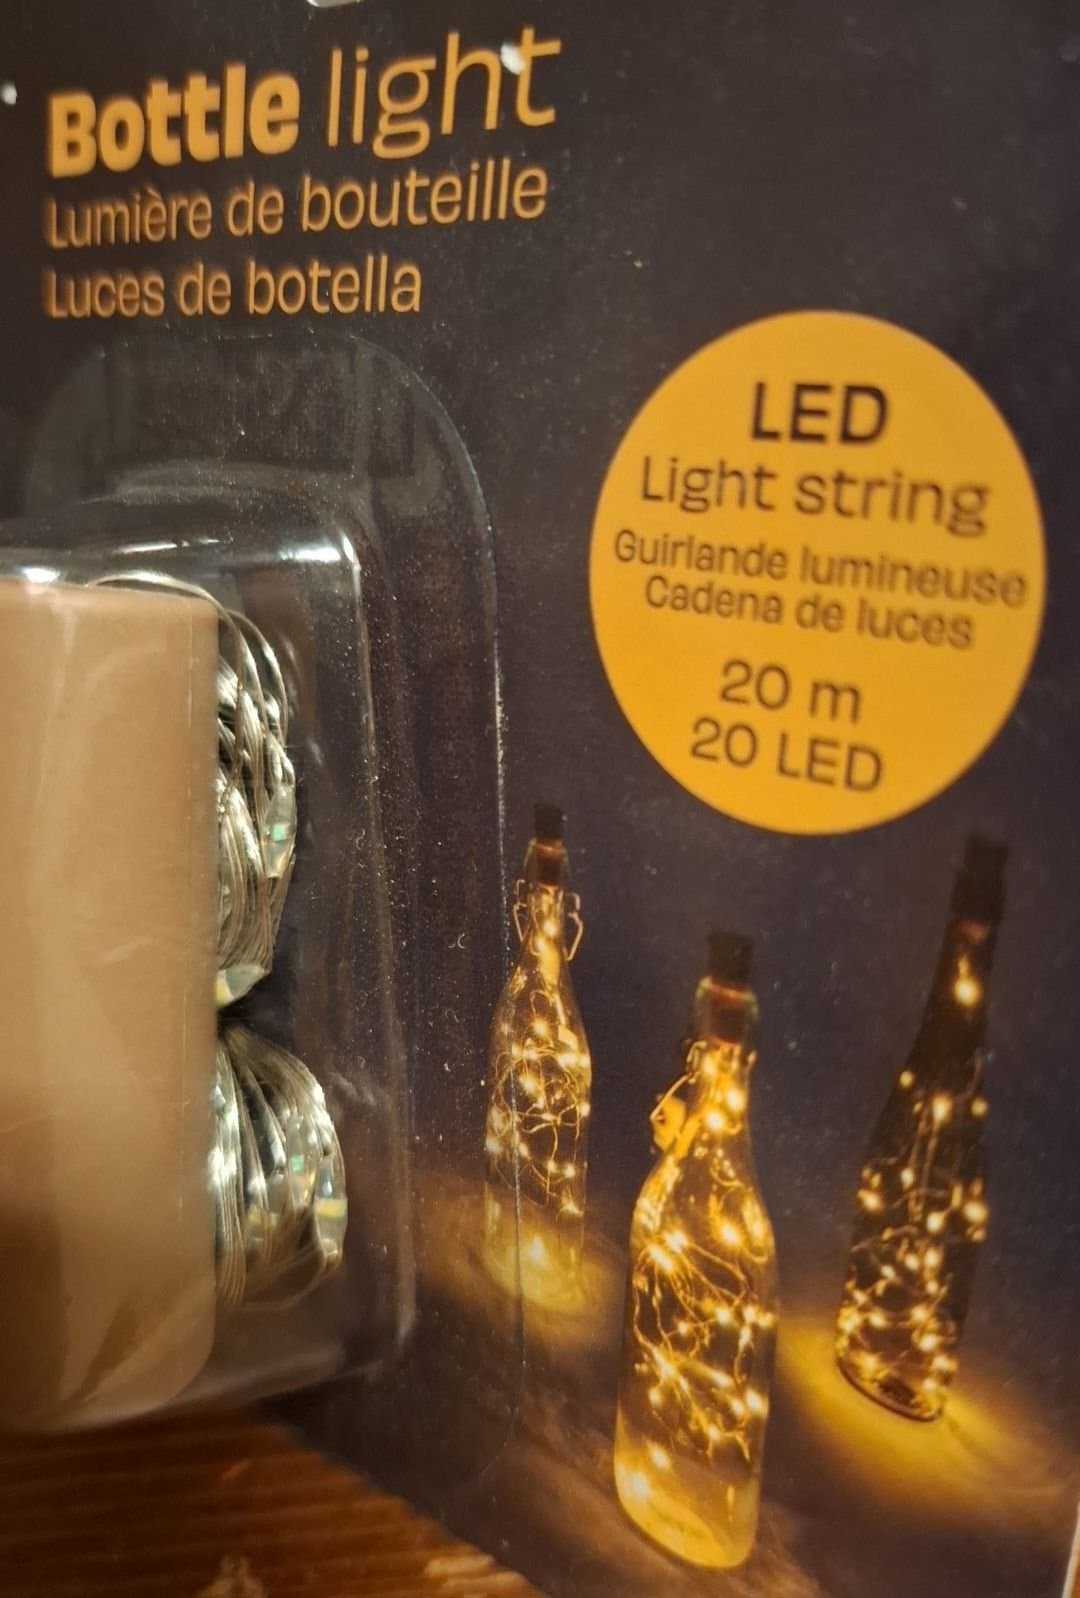 Bottle light
Lumière de bouteille
Luces de botella
LED
Light string
Guirlande lumineuse
Cadena de luces
20 m
20 LED